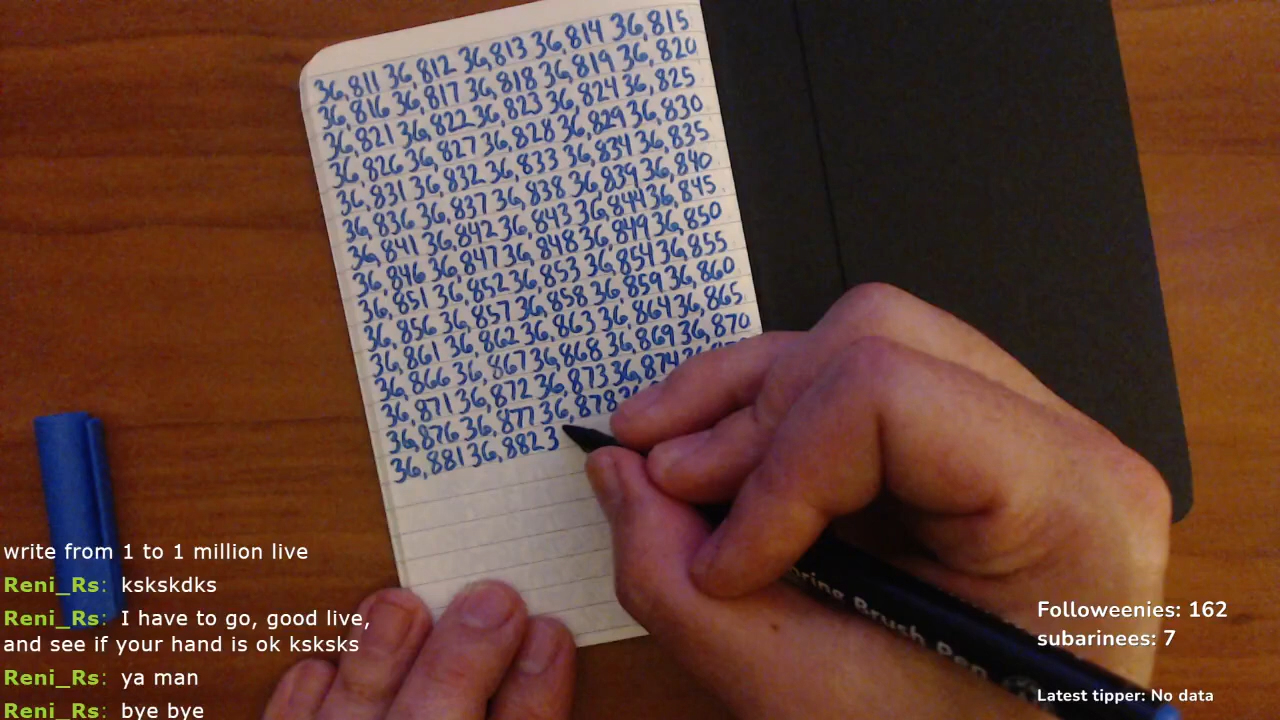 36,811 36,812 36,813 36,814 36,815
36,816 36,817 36,818 36,819 36,820
36,821 36,822 36,823 36,824 36,825
36,826 36,827 36,828 36,829 36,830
36,831 36,832 36,833 36,834 36,835
36,836 36,837 36,838 36,839 36,840
36,841 36,842 36,843 36,844 36,845
36,846 36,847 36,848 36,849 36,850
36,851 36,852 36,853 36,854 36,855
36,856 36,857 36,858 36,859 36,860
36,861 36,862 36,863 36,864 36,865
36,866 36,867 36,868 36,869 36,870
36,871 36,872 36,873 36,874
36,876 36,877 36,878
36,881 36,882 3
write from 1 to 1 million live
Reni_Rs: ksksksdks
Reni_Rs: I have to go, good live,
and see if your hand is ok ksksks
Reni_Rs: ya man
Reni_Rs: bye bye
Brush Pen
Followeenies: 162
subarinees: 7
Latest tipper: No data